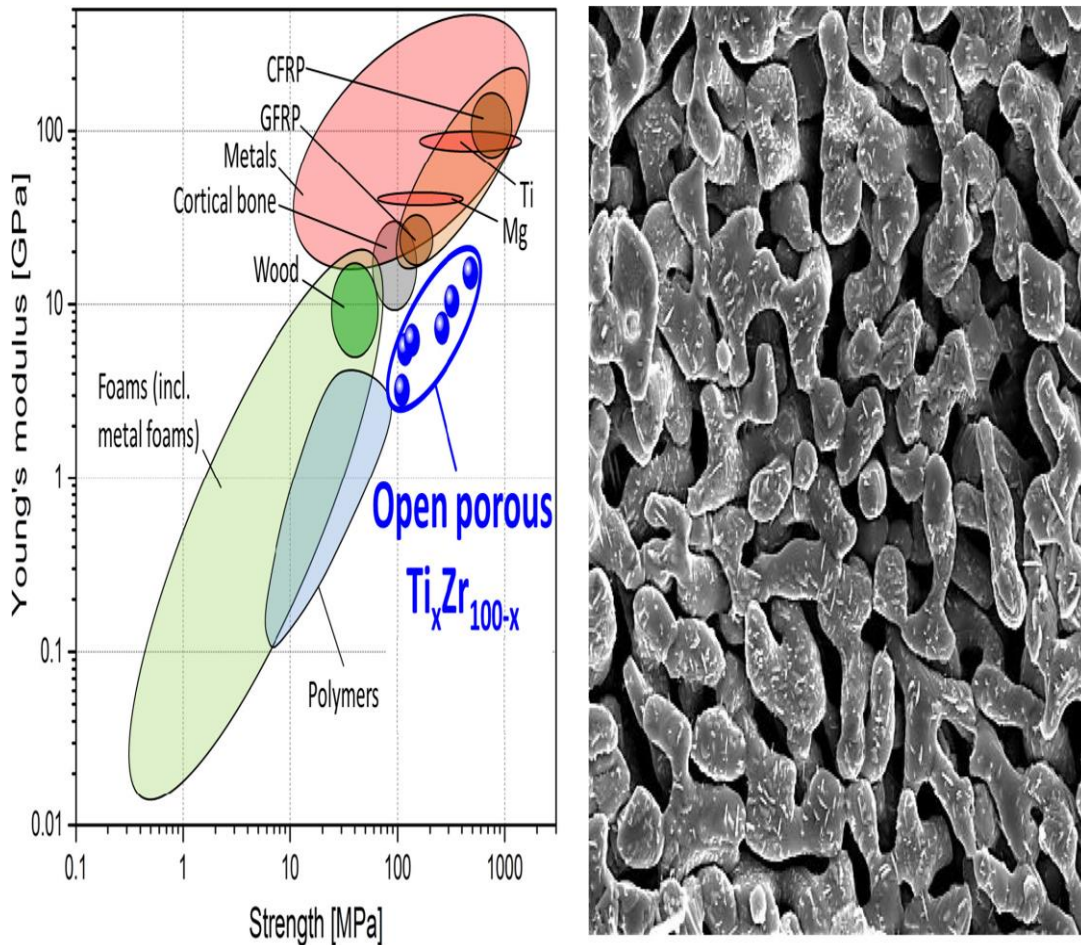 Young's modulus [GPa]
100
10
1
0.1
0.01
CFRP
GFRP
Metals
Cortical bone
Wood
Ti
Mg
Foams (incl.
metal foams)
Open porous
TixZr100-x
Polymers
0.1 1 10 100 1000
Strength [MPa]